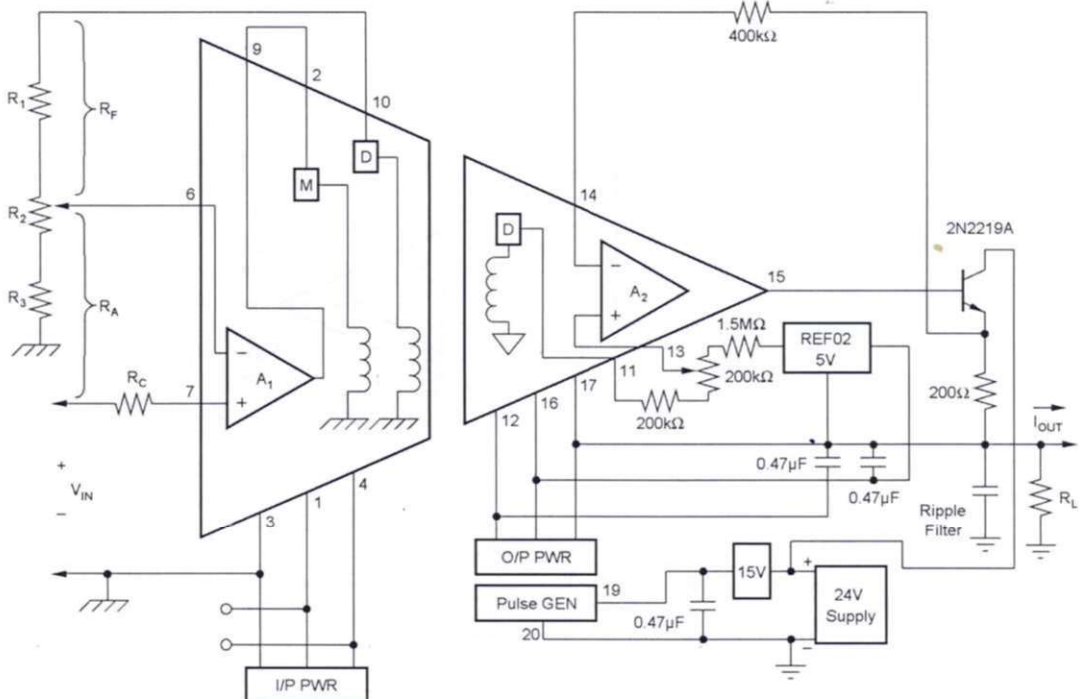 400kΩ
9
2
10
R1
RF
D
M
6
R2
14
2N2219A
D
−
A2
+
15
R3
RA
−
A1
+
1.5MΩ
REF02
5V
13
200kΩ
11
17
200kΩ
200Ω
RC
7
12
16
IOUT
0.47µF
0.47µF
+
VIN
−
4
1
3
Ripple
Filter
RL
O/P PWR
Pulse GEN
19
20
0.47µF
15V
+
24V
Supply
−
I/P PWR